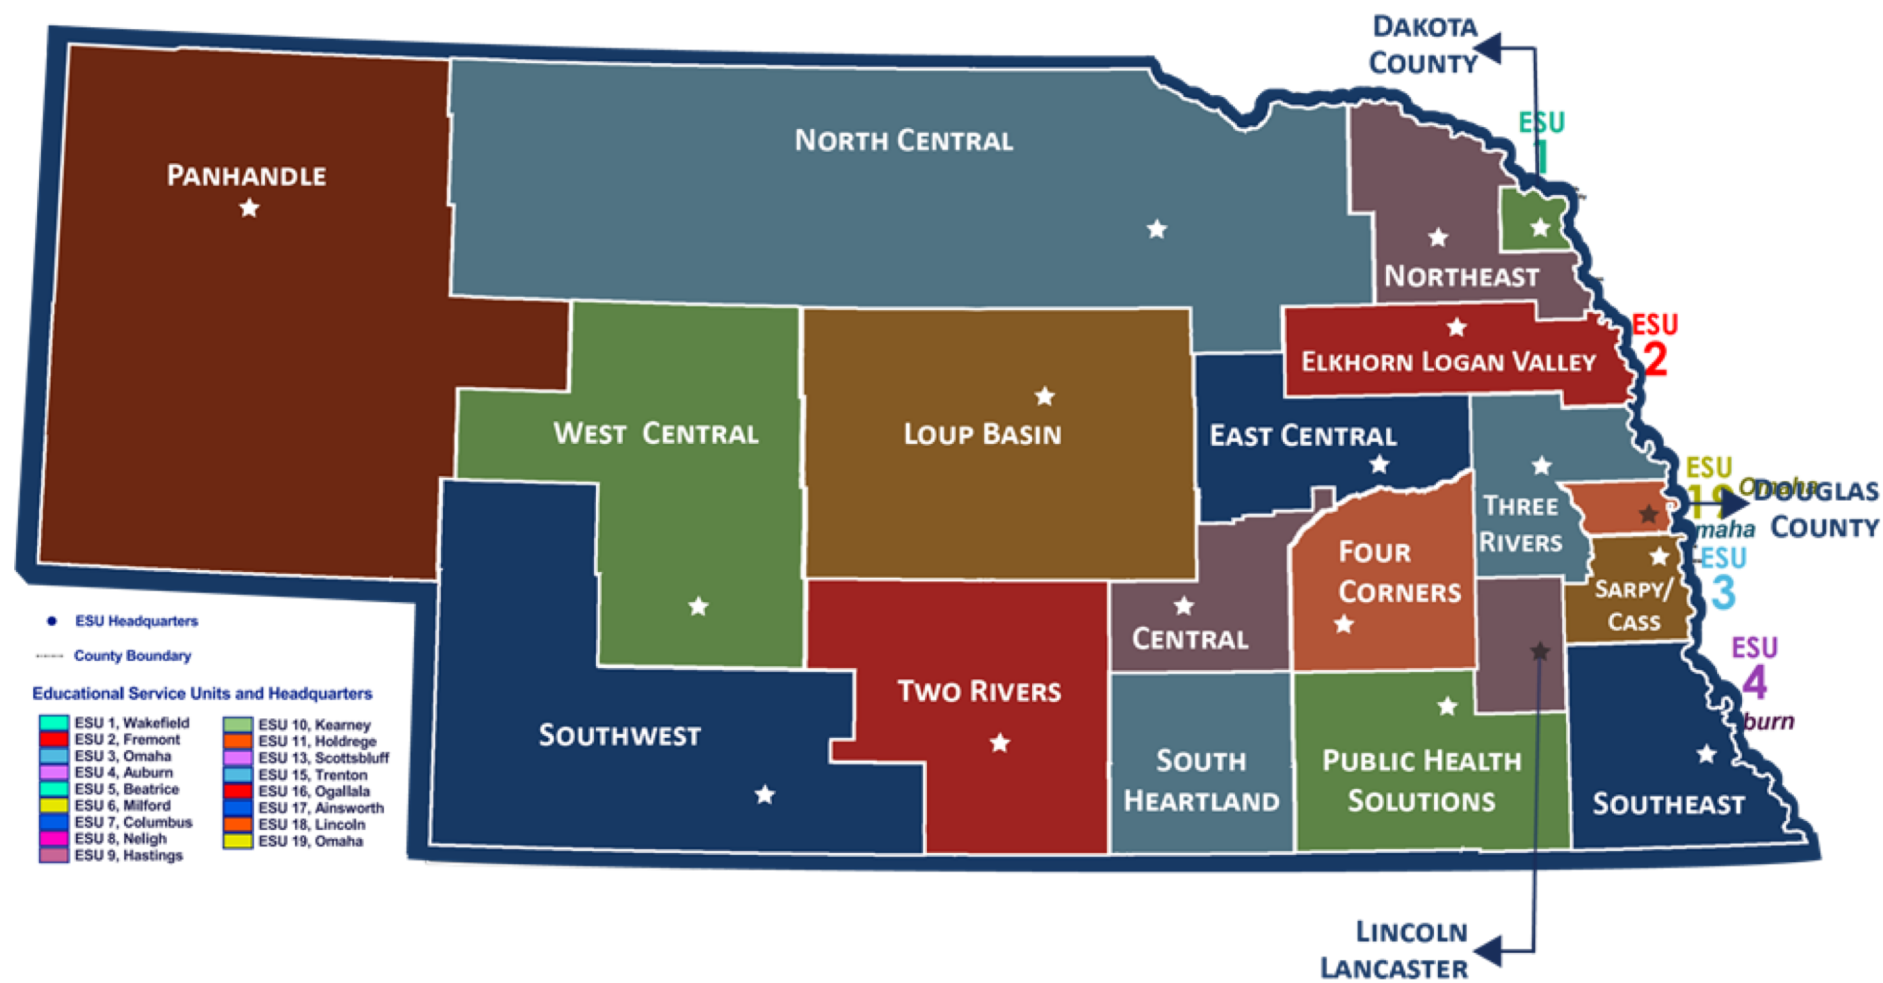 DAKOTA
COUNTY
ESU
1
NORTH CENTRAL
PANHANDLE
NORTHEAST
ESU
2
ELKHORN LOGAN VALLEY
WEST CENTRAL
LOUP BASIN
EAST CENTRAL
ESU
19
Omaha
DOUGLAS
COUNTY
maha
THREE
RIVERS
FOUR
CORNERS
ESU
3
SARPY/
CASS
CENTRAL
ESU
4
burn
TWO RIVERS
SOUTHWEST
SOUTH
HEARTLAND
PUBLIC HEALTH
SOLUTIONS
SOUTHEAST
LINCOLN
LANCASTER
ESU Headquarters
County Boundary
Educational Service Units and Headquarters
ESU 1, Wakefield
ESU 2, Fremont
ESU 3, Omaha
ESU 4, Auburn
ESU 5, Beatrice
ESU 6, Milford
ESU 7, Columbus
ESU 8, Neligh
ESU 9, Hastings
ESU 10, Kearney
ESU 11, Holdrege
ESU 13, Scottsbluff
ESU 15, Trenton
ESU 16, Ogallala
ESU 17, Ainsworth
ESU 18, Lincoln
ESU 19, Omaha